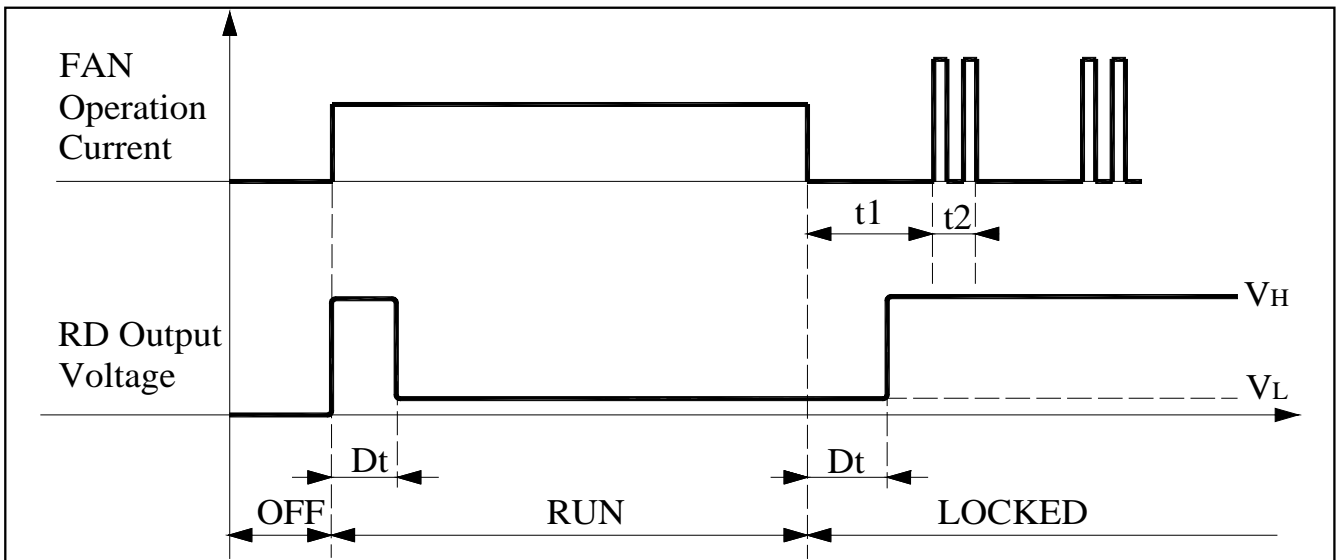 FAN
Operation
Current
t1
t2
VH
RD Output
Voltage
VL
Dt
Dt
OFF
RUN
LOCKED